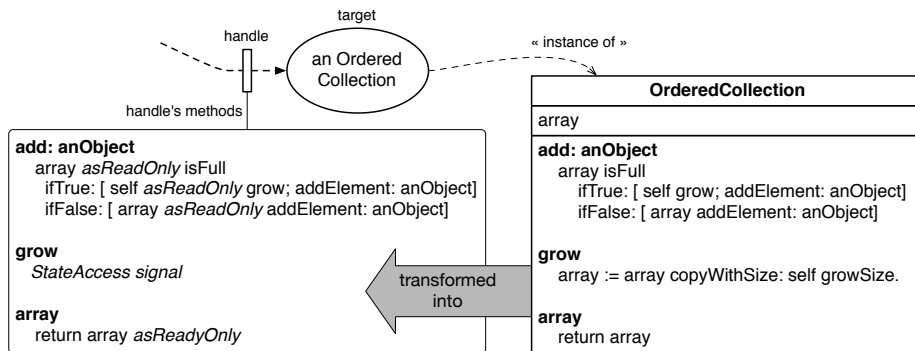 target
handle
« instance of »
an Ordered
Collection
handle's methods
add: anObject
array asReadOnly isFull
ifTrue: [ self asReadOnly grow; addElement: anObject]
ifFalse: [ array asReadOnly addElement: anObject]
grow
StateAccess signal
array
return array asReadyOnly
transformed
into
OrderedCollection
array
add: anObject
array isFull
ifTrue: [ self grow; addElement: anObject]
ifFalse: [ array addElement: anObject]
grow
array := array copyWithSize: self growSize.
array
return array